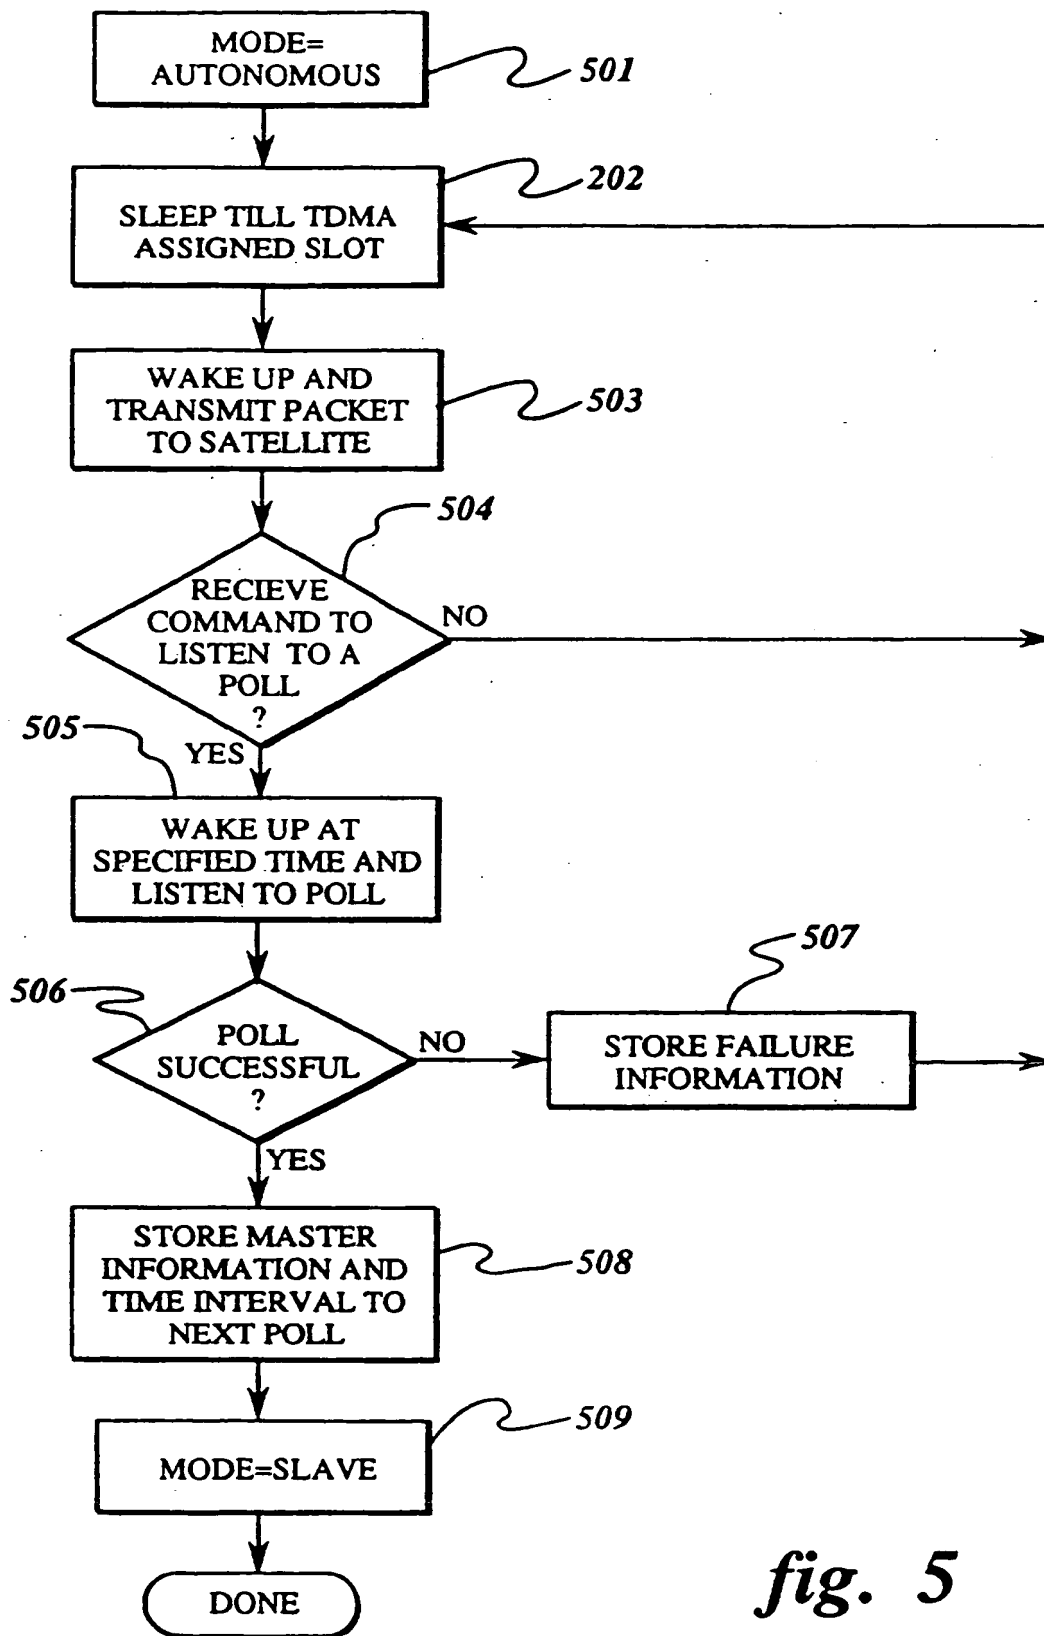 MODE=
AUTONOMOUS
501
202
SLEEP TILL TDMA
ASSIGNED SLOT
WAKE UP AND
TRANSMIT PACKET
TO SATELLITE
503
504
RECIEVE
COMMAND TO
LISTEN TO A
POLL
?
NO
YES
505
WAKE UP AT
SPECIFIED TIME AND
LISTEN TO POLL
506
POLL
SUCCESSFUL
?
NO
507
STORE FAILURE
INFORMATION
YES
STORE MASTER
INFORMATION AND
TIME INTERVAL TO
NEXT POLL
508
509
MODE=SLAVE
DONE
fig. 5